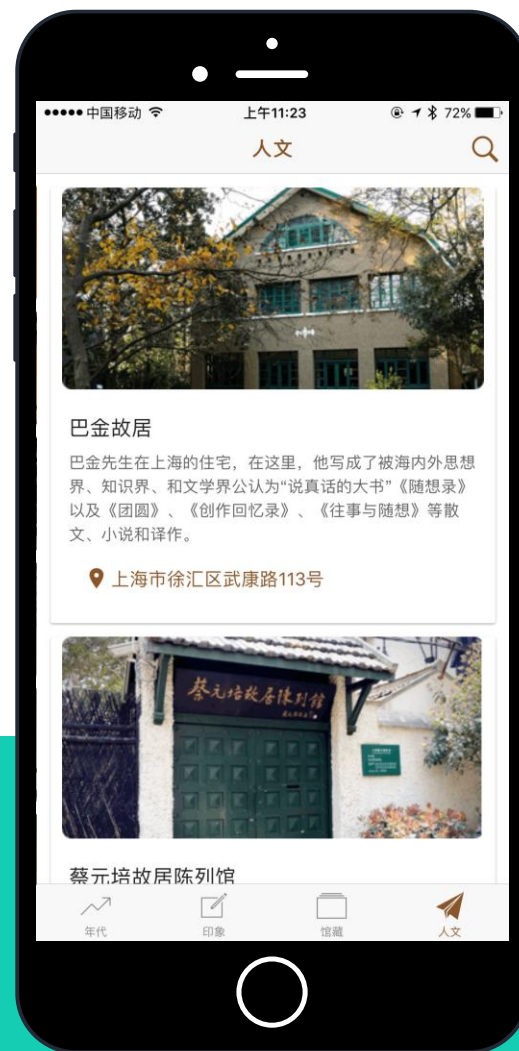 中国移动 上午11:23 72%
人文
巴金故居
巴金先生在上海的住宅，在这里，他写成了被海内外思想
界、知识界、和文学界公认为“说真话的大书”《随想录》
以及《团圆》、《创作回忆录》、《往事与随想》等散
文、小说和译作。
上海市徐汇区武康路113号
蔡元培故居陈列馆
蔡元培故居陈列馆
年代 印象 馆藏 人文